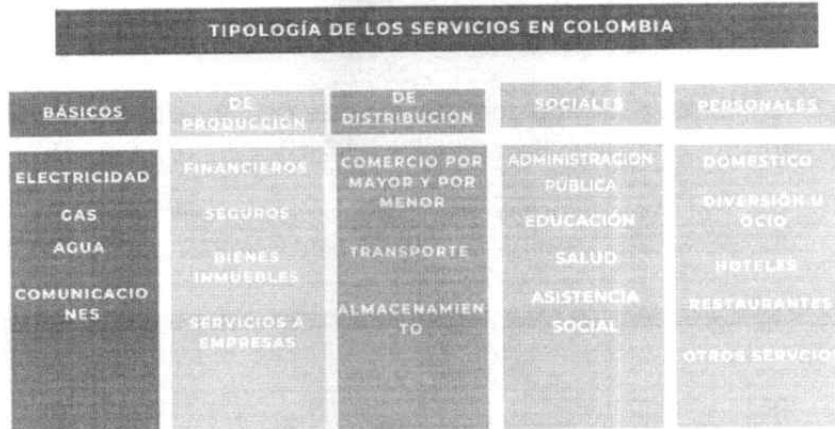 TIPOLOGÍA DE LOS SERVICIOS EN COLOMBIA
BÁSICOS
ELECTRICIDAD
GAS
AGUA
COMUNICACIO
NES
DE
PRODUCCIÓN
FINANCIEROS
SEGUROS
BIENES
INMUEBLES
SERVICIOS A
EMPRESAS
DE
DISTRIBUCIÓN
COMERCIO POR
MAYOR Y POR
MENOR
TRANSPORTE
ALMACENAMIEN
TO
SOCIALES
ADMINISTRACIÓN
PÚBLICA
EDUCACIÓN
SALUD
ASISTENCIA
SOCIAL
PERSONALES
DOMESTICO
DIVERSIÓN U
OCIO
HOTELES
RESTAURANTES
OTROS SERVCIO